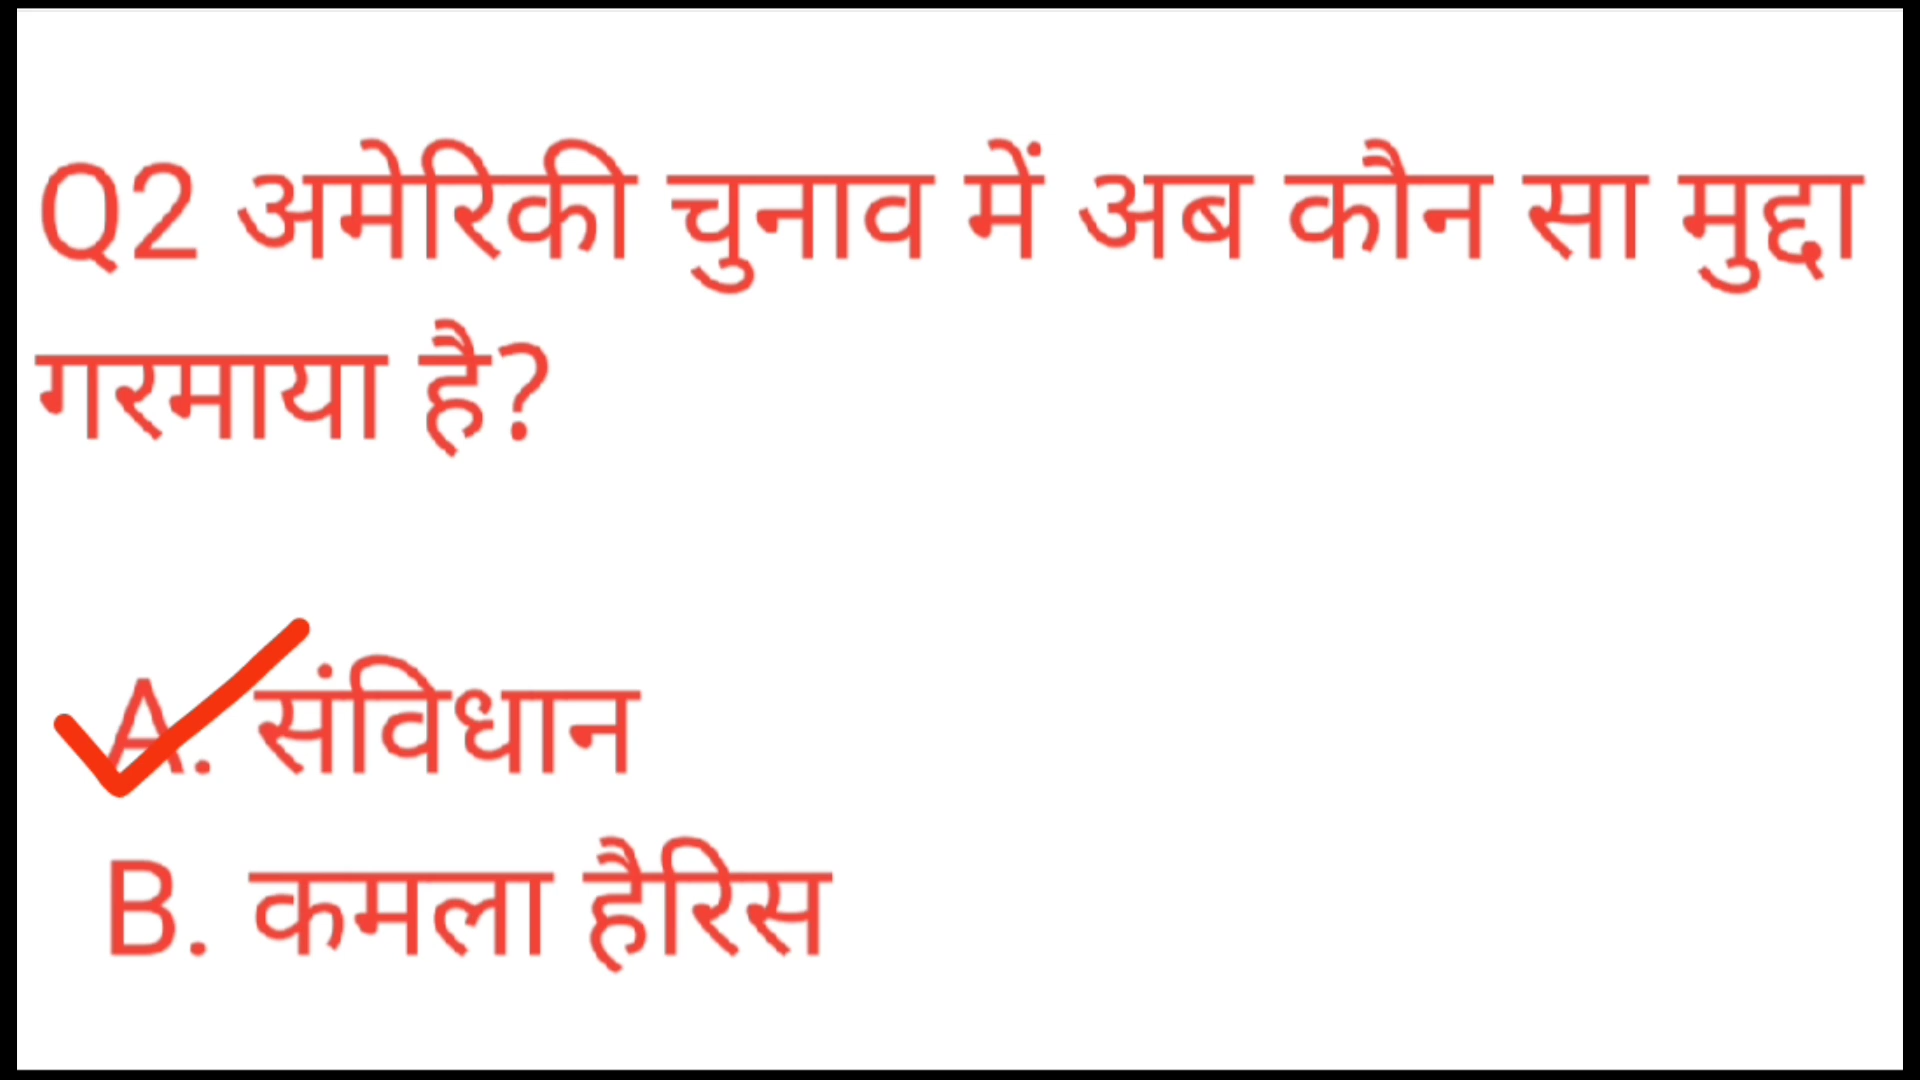 Q2 अमेरिकी चुनाव में अब कौन सा मुद्दा
गरमाया है?
A. संविधान
B. कमला हैरिस